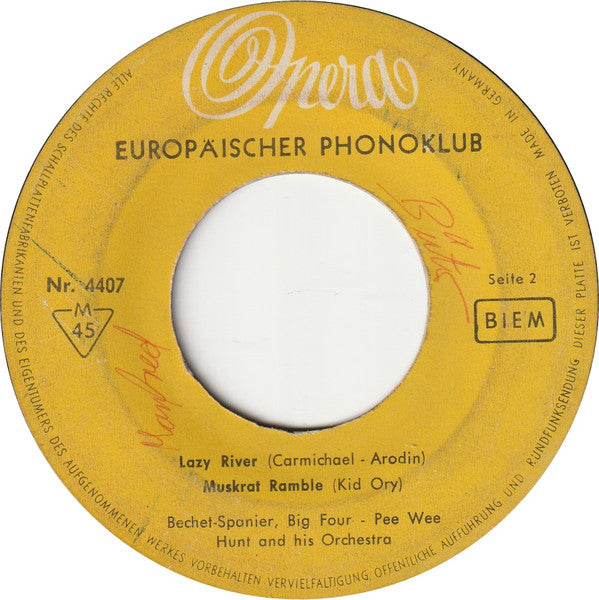 Opera
EUROPÄISCHER PHONOKLUB
Nr. 4407
M
45
Seite 2
BIEM
Manfred
Lazy River (Carmichael - Arodin)
Muskrat Ramble (Kid Ory)
Bechet-Spanier, Big Four - Pee Wee
Hunt and his Orchestra
ALLE RECHTE DES SCHALLPLATTENFABRIKANTEN UND DES EIGENTUMERS DES AUFGENOMMENEN WERKES VORBEHALTEN VERVIELFÄLTIGUNG, ÖFFENTLICHE AUFFÜHRUNG UND RUNDFUNKSENDUNG DIESER PLATTE IST VERBOTEN MADE IN GERMANY